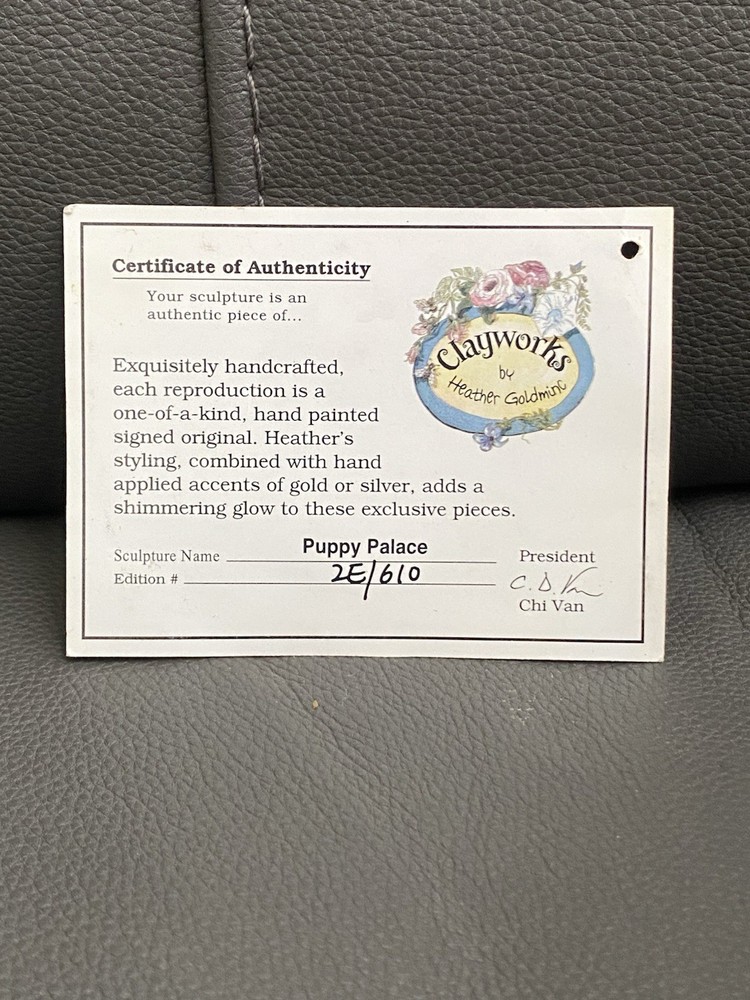 Certificate of Authenticity
Your sculpture is an
authentic piece of...
Clayworks
by
Heather Goldminc
Exquisitely handcrafted,
each reproduction is a
one-of-a-kind, hand painted
signed original. Heather's
styling, combined with hand
applied accents of gold or silver, adds a
shimmering glow to these exclusive pieces.
Sculpture Name Puppy Palace
Edition # 2E/610
President
C. D. Van
Chi Van